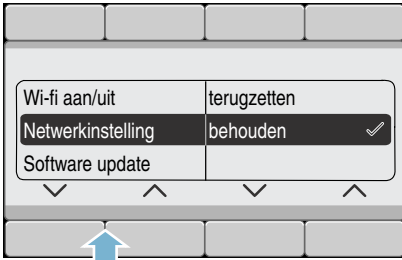 Wi-fi aan/uit
terugzetten
Netwerkinstelling
behouden
Software update